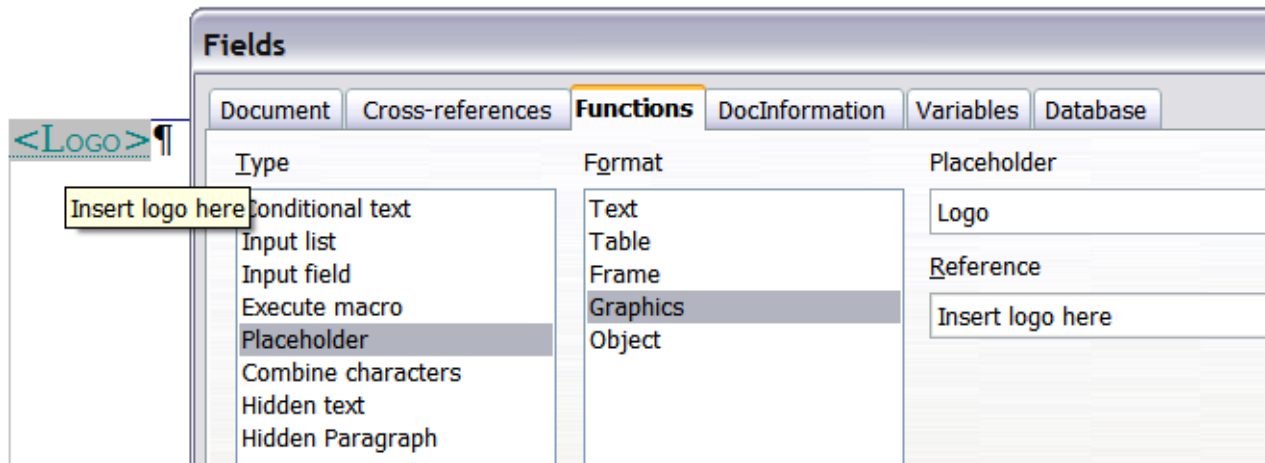 Fields
Document Cross-references Functions DocInformation Variables Database
<Logo>¶
Insert logo here
Type
Conditional text
Input list
Input field
Execute macro
Placeholder
Combine characters
Hidden text
Hidden Paragraph
Format
Text
Table
Frame
Graphics
Object
Placeholder
Logo
Reference
Insert logo here